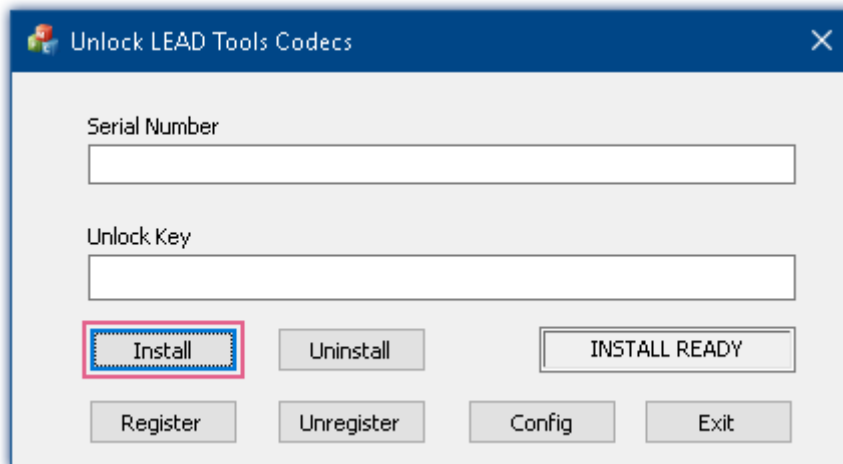 Unlock LEAD Tools Codecs
Serial Number
Unlock Key
Install Uninstall INSTALL READY
Register Unregister Config Exit